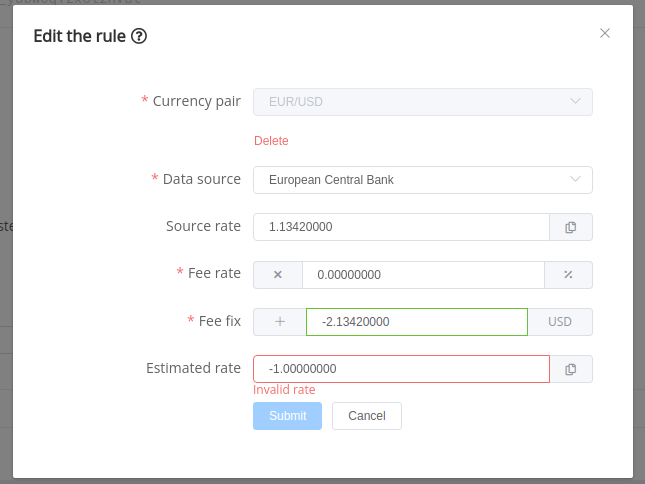 Edit the rule ?
* Currency pair EUR/USD
Delete
* Data source European Central Bank
Source rate 1.13420000
* Fee rate × 0.00000000 %
* Fee fix + -2.13420000 USD
Estimated rate -1.00000000
Invalid rate
Submit Cancel